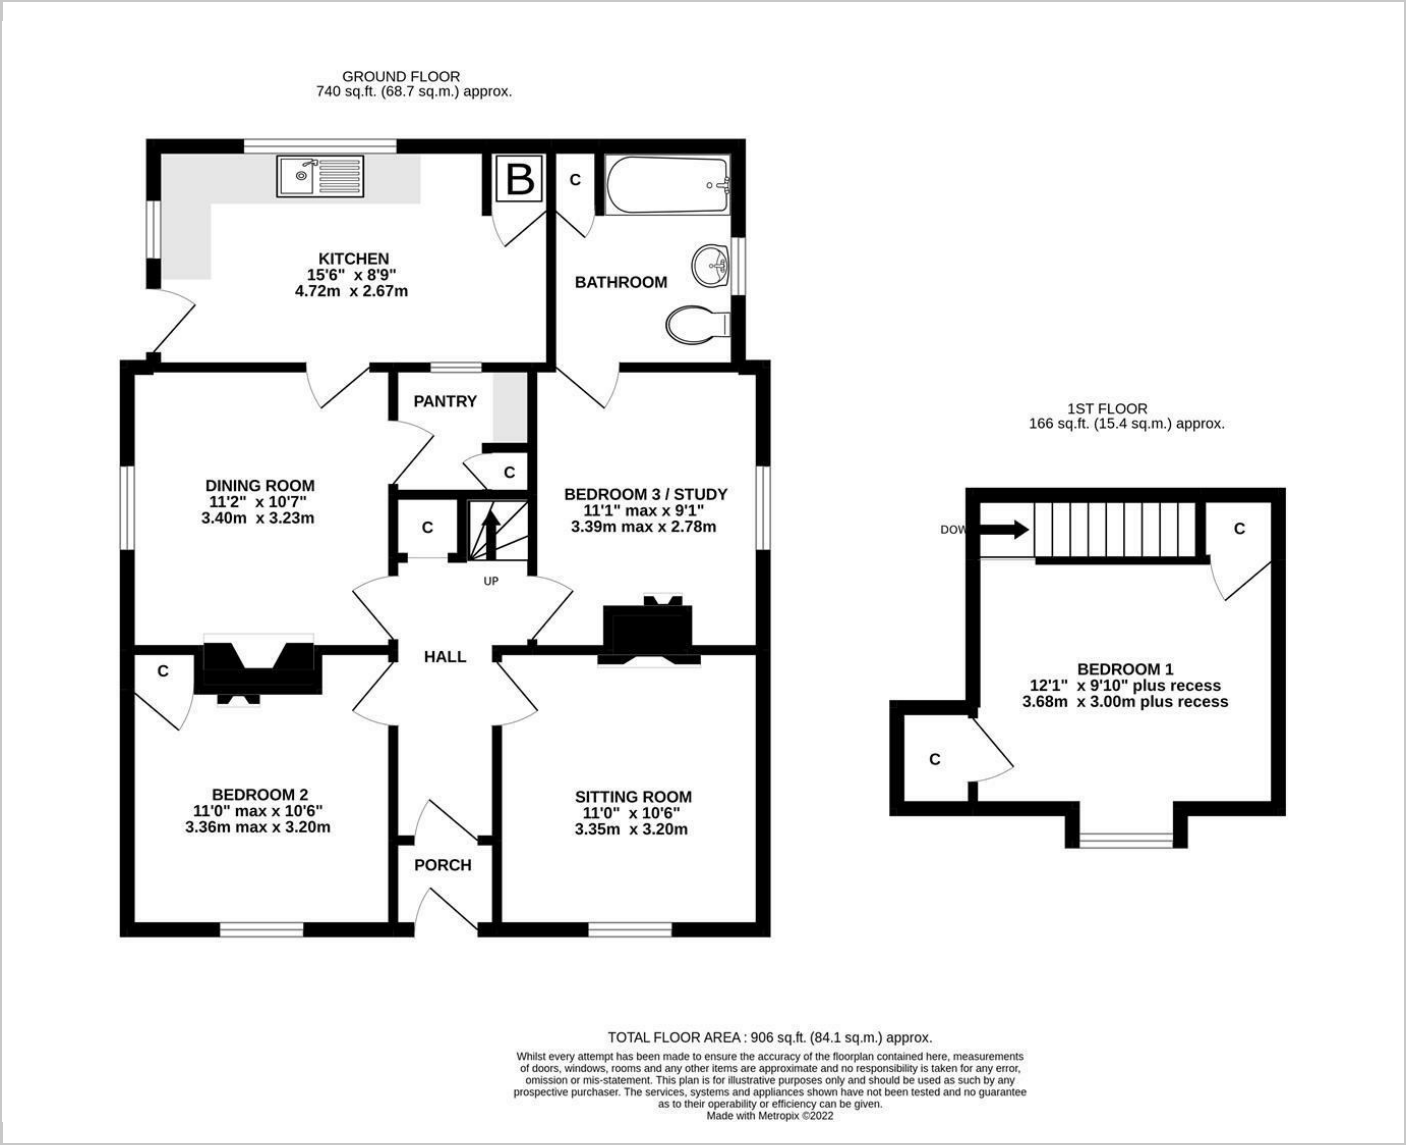 GROUND FLOOR
740 sq.ft. (68.7 sq.m.) approx.
B
C
KITCHEN
15'6" x 8'9"
4.72m x 2.67m
BATHROOM
PANTRY
C
DINING ROOM
11'2" x 10'7"
3.40m x 3.23m
BEDROOM 3 / STUDY
11'1" max x 9'1"
3.39m max x 2.78m
C
UP
HALL
C
BEDROOM 2
11'0" max x 10'6"
3.36m max x 3.20m
SITTING ROOM
11'0" x 10'6"
3.35m x 3.20m
PORCH
1ST FLOOR
166 sq.ft. (15.4 sq.m.) approx.
DOW
C
BEDROOM 1
12'1" x 9'10" plus recess
3.68m x 3.00m plus recess
C
TOTAL FLOOR AREA : 906 sq.ft. (84.1 sq.m.) approx.
Whilst every attempt has been made to ensure the accuracy of the floorplan contained here, measurements
of doors, windows, rooms and any other items are approximate and no responsibility is taken for any error,
omission or mis-statement. This plan is for illustrative purposes only and should be used as such by any
prospective purchaser. The services, systems and appliances shown have not been tested and no guarantee
as to their operability or efficiency can be given.
Made with Metropix ©2022